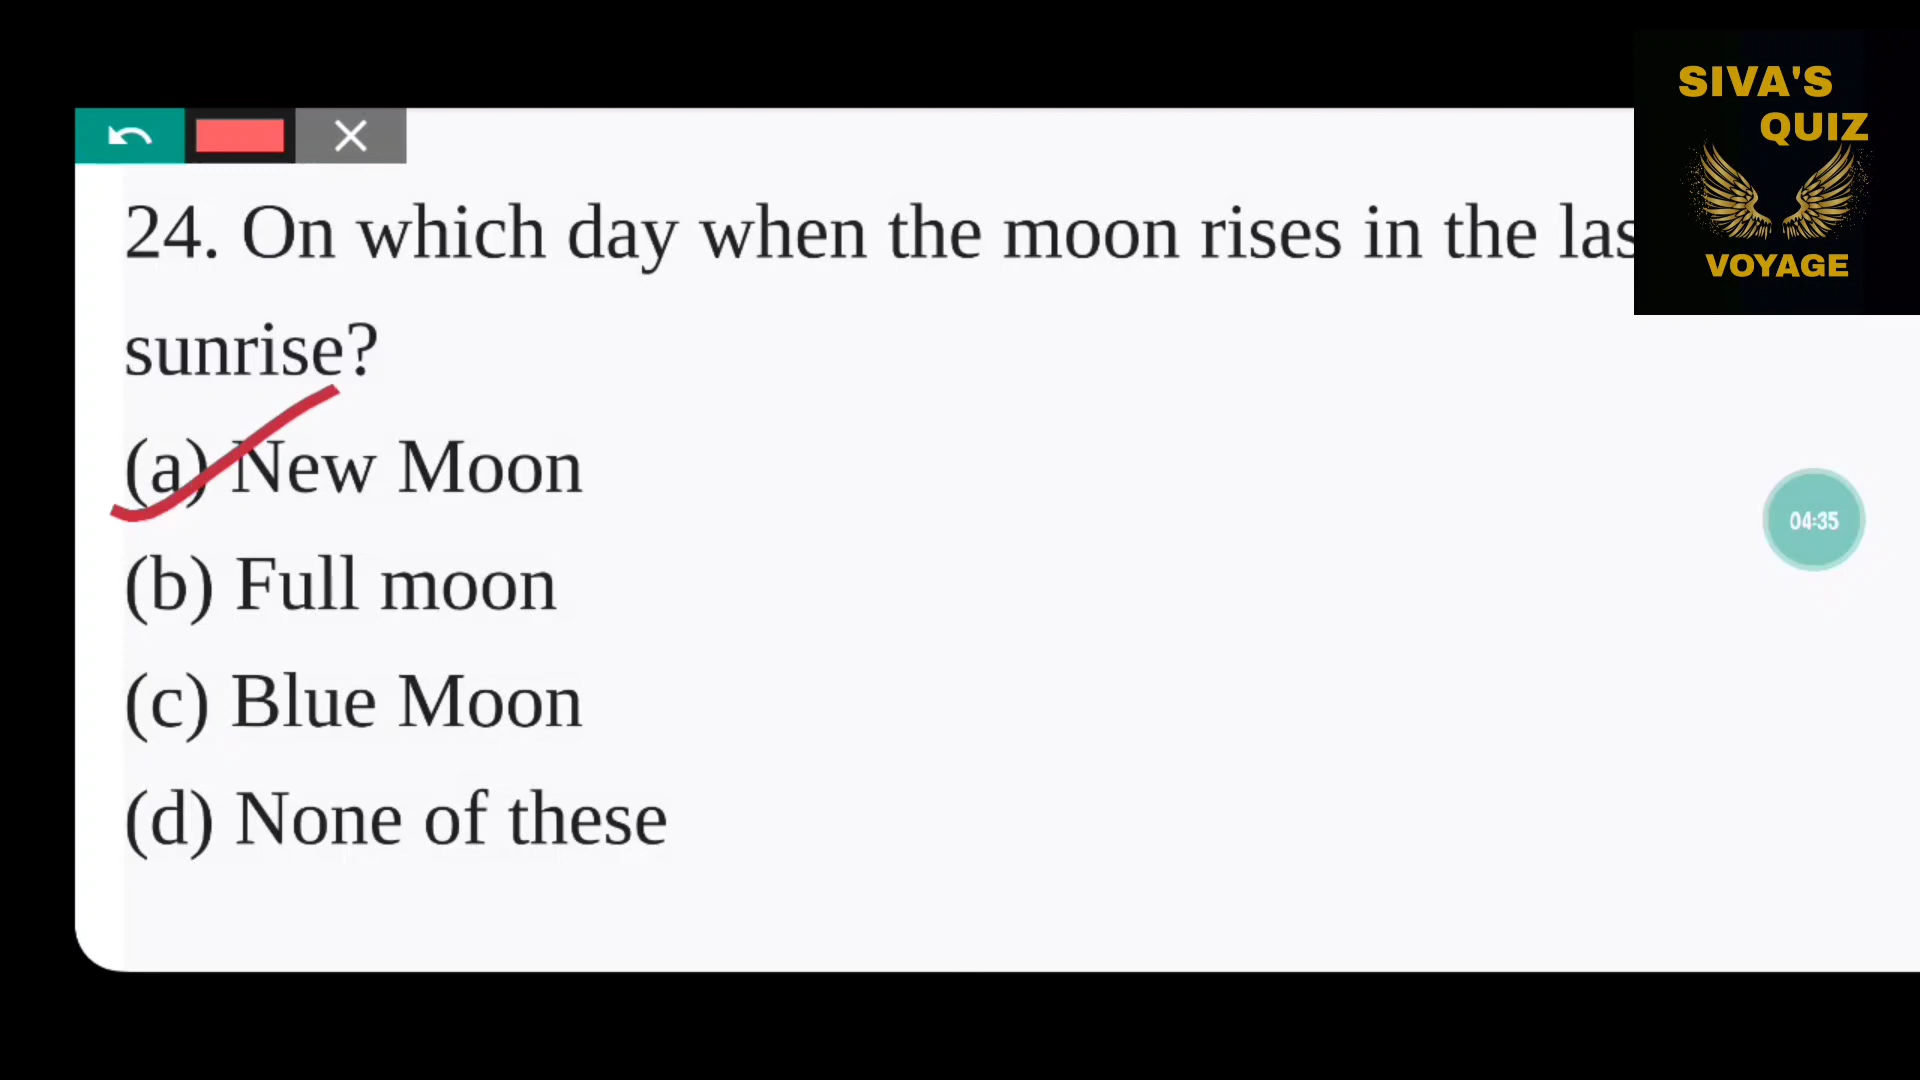 SIVA'S
QUIZ
VOYAGE
24. On which day when the moon rises in the
sunrise?
(a) New Moon
(b) Full moon
(c) Blue Moon
(d) None of these
04:35